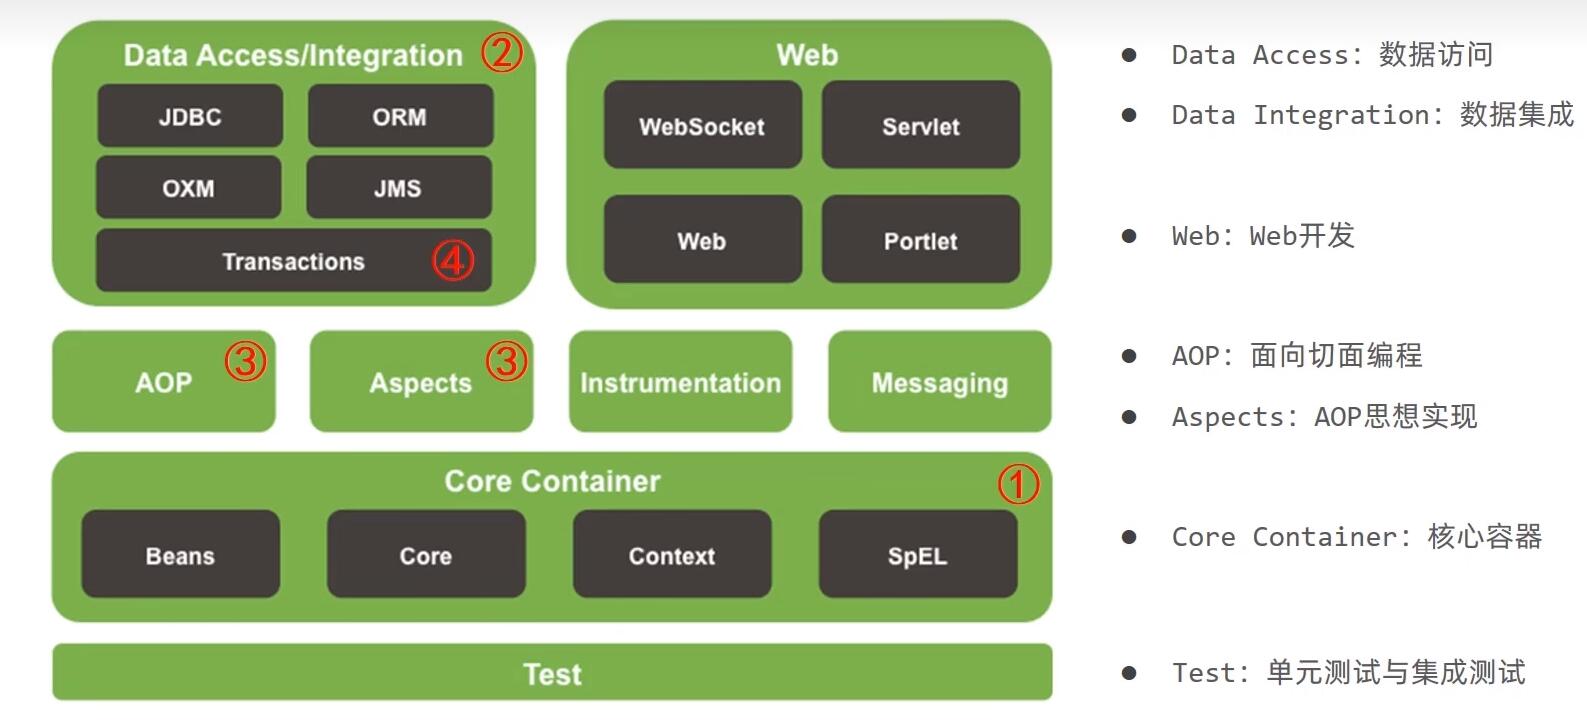 Data Access/Integration ②
JDBC
ORM
OXM
JMS
Transactions ④
Web
WebSocket
Servlet
Web
Portlet
AOP ③
Aspects ③
Instrumentation
Messaging
Core Container ①
Beans
Core
Context
SpEL
Test
● Data Access：数据访问
● Data Integration：数据集成
● Web：Web开发
● AOP：面向切面编程
● Aspects：AOP思想实现
● Core Container：核心容器
● Test：单元测试与集成测试